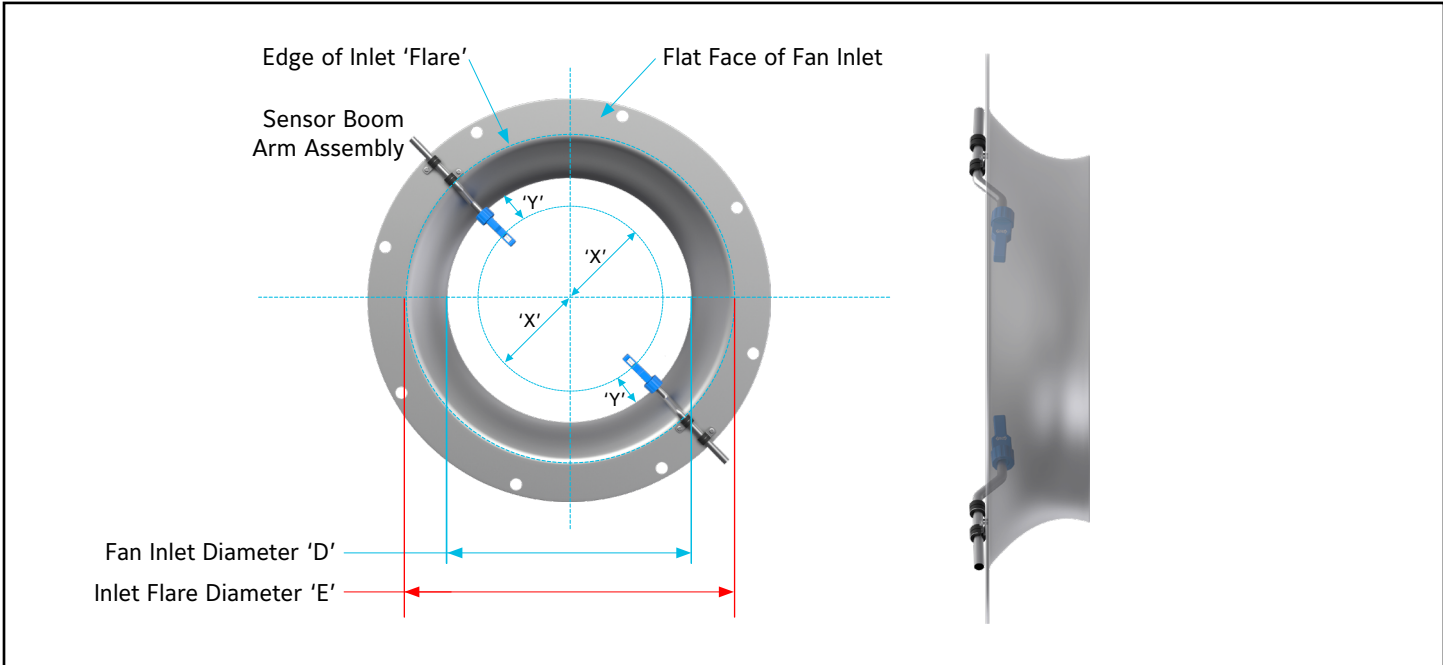 Edge of Inlet ‘Flare’
Flat Face of Fan Inlet
Sensor Boom
Arm Assembly
‘Y’
‘X’
‘X’
‘Y’
Fan Inlet Diameter ‘D’
Inlet Flare Diameter ‘E’